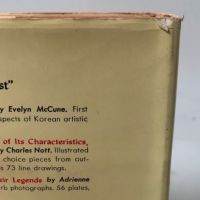 st"
y Evelyn McCune. First
spects of Korean artistic
of Its Characteristics,
y Charles Nott. Illustrated
choice pieces from out-
s 73 line drawings.
eir Legends by Adrienne
rb photographs. 56 plates,